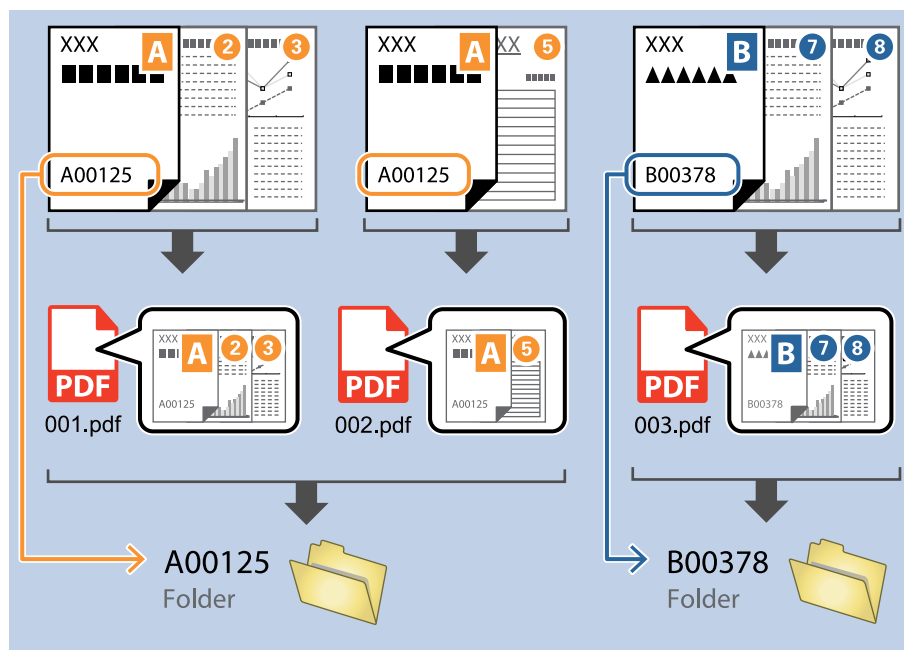 XXX A 2 3
A00125
XXX A XX 5
A00125
XXX B 7 8
B00378
PDF
001.pdf
XXX A 2 3
A00125
PDF
002.pdf
XXX A 5
A00125
PDF
003.pdf
XXX B 7 8
B00378
A00125
Folder
B00378
Folder